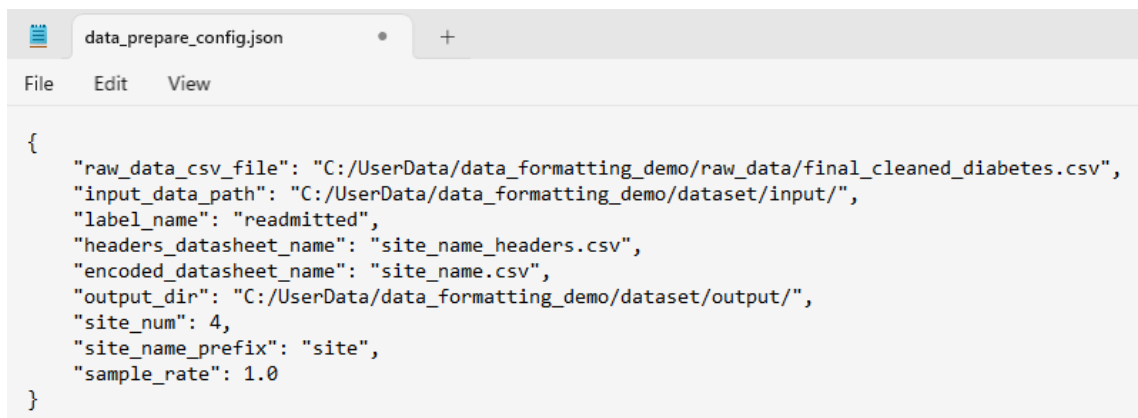 data_prepare_config.json
File Edit View
{
    "raw_data_csv_file": "C:/UserData/data_formatting_demo/raw_data/final_cleaned_diabetes.csv",
    "input_data_path": "C:/UserData/data_formatting_demo/dataset/input/",
    "label_name": "readmitted",
    "headers_datasheet_name": "site_name_headers.csv",
    "encoded_datasheet_name": "site_name.csv",
    "output_dir": "C:/UserData/data_formatting_demo/dataset/output/",
    "site_num": 4,
    "site_name_prefix": "site",
    "sample_rate": 1.0
}